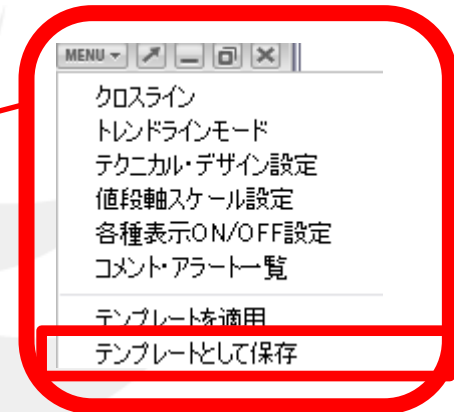 MENU
クロスライン
トレンドラインモード
テクニカル・デザイン設定
値段軸スケール設定
各種表示ON/OFF設定
コメント・アラート一覧
テンプレートを適用
テンプレートとして保存